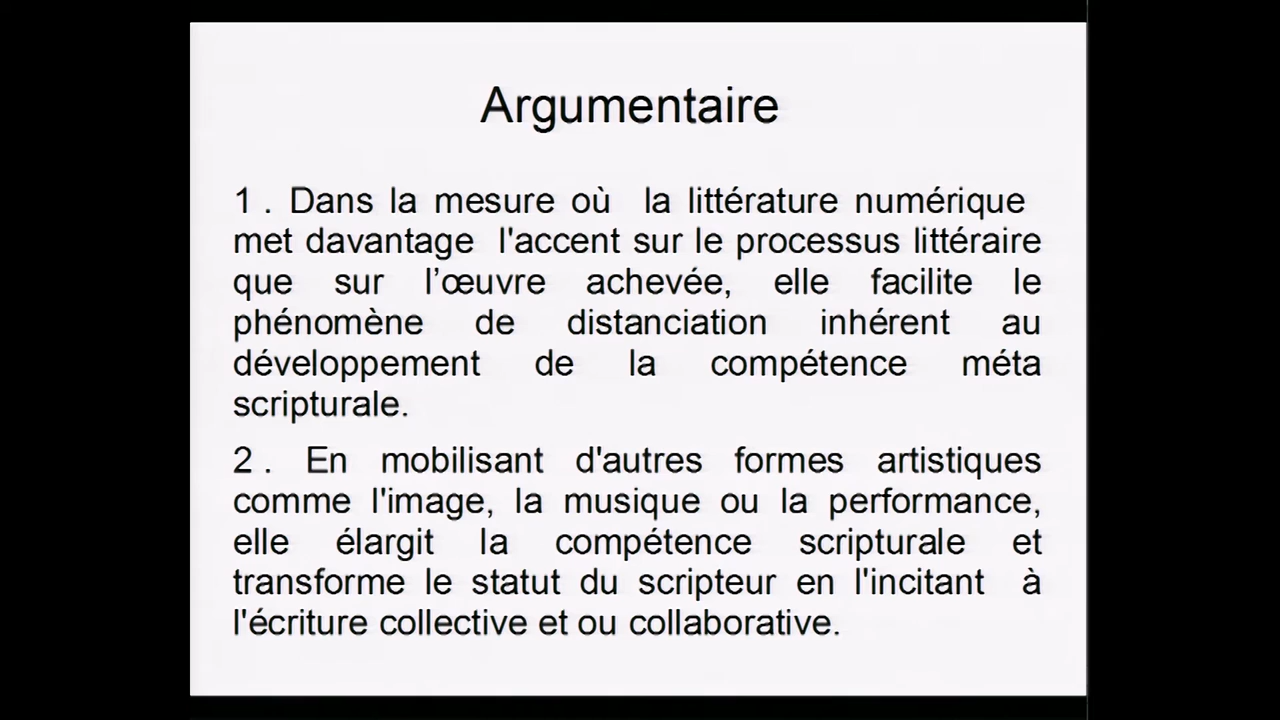 Argumentaire
1 . Dans la mesure où la littérature numérique
met davantage l'accent sur le processus littéraire
que sur l’œuvre achevée, elle facilite le
phénomène de distanciation inhérent au
développement de la compétence méta
scripturale.
2 . En mobilisant d'autres formes artistiques
comme l'image, la musique ou la performance,
elle élargit la compétence scripturale et
transforme le statut du scripteur en l'incitant à
l'écriture collective et ou collaborative.